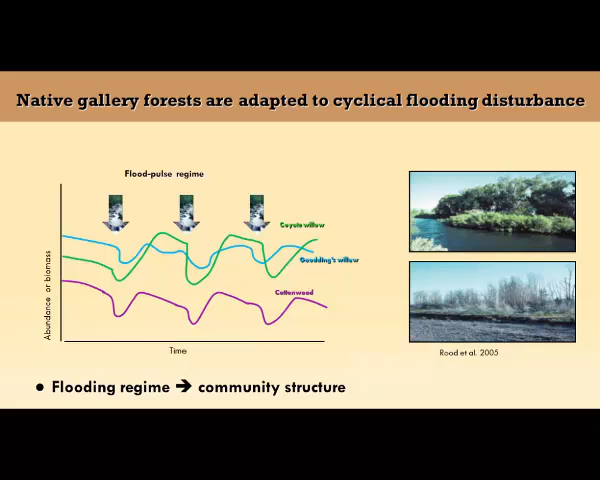 Native gallery forests are adapted to cyclical flooding disturbance
Flood-pulse regime
Coyote willow
Goodding's willow
Cottonwood
Abundance or biomass
Time
Rood et al. 2005
● Flooding regime ➔ community structure